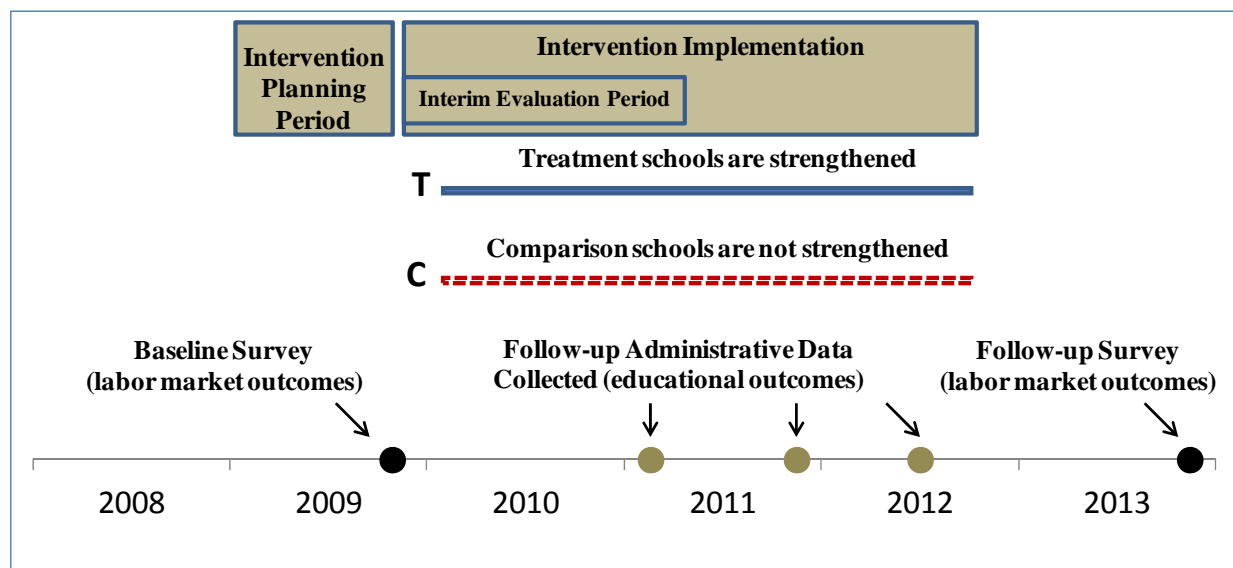 Intervention
Planning
Period
Intervention Implementation
Interim Evaluation Period
Treatment schools are strengthened
T
Comparison schools are not strengthened
C
Baseline Survey
(labor market outcomes)
Follow-up Administrative Data
Collected (educational outcomes)
Follow-up Survey
(labor market outcomes)
2008 2009 2010 2011 2012 2013